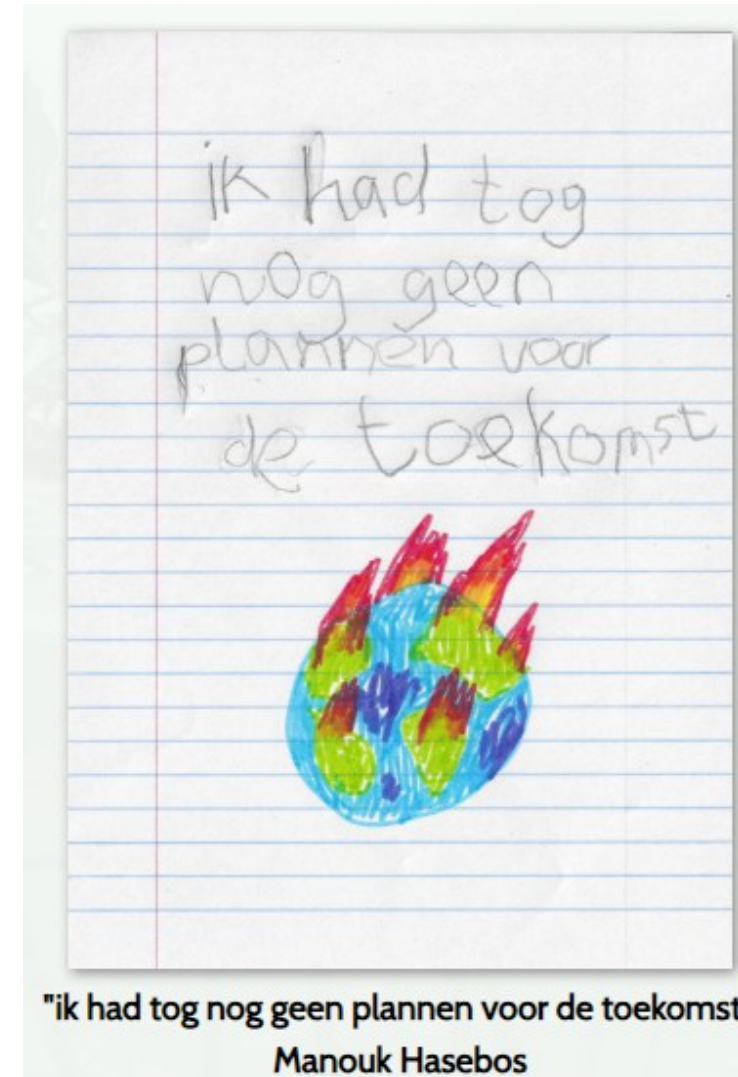 ik had tog
nog geen
plannen voor
de toekomst
"ik had tog nog geen plannen voor de toekomst
Manouk Hasebos